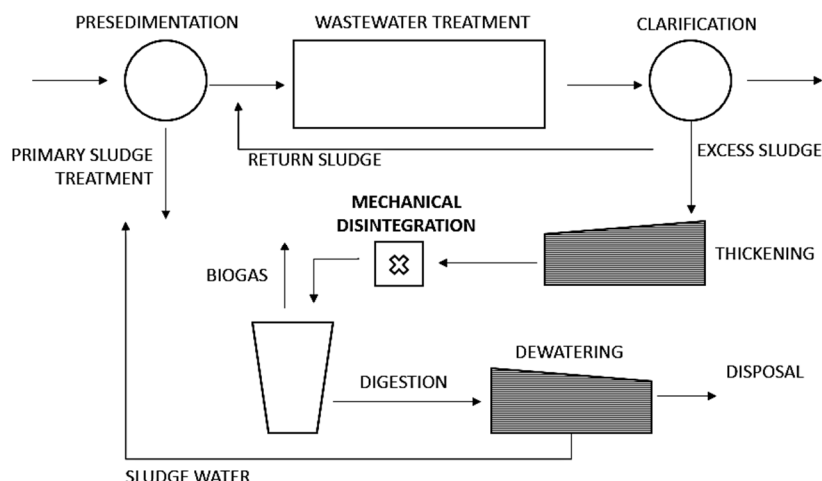 PRESEDIMENTATION
WASTEWATER TREATMENT
CLARIFICATION
PRIMARY SLUDGE
TREATMENT
RETURN SLUDGE
EXCESS SLUDGE
MECHANICAL
DISINTEGRATION
THICKENING
BIOGAS
DEWATERING
DIGESTION
DISPOSAL
SLUDGE WATER